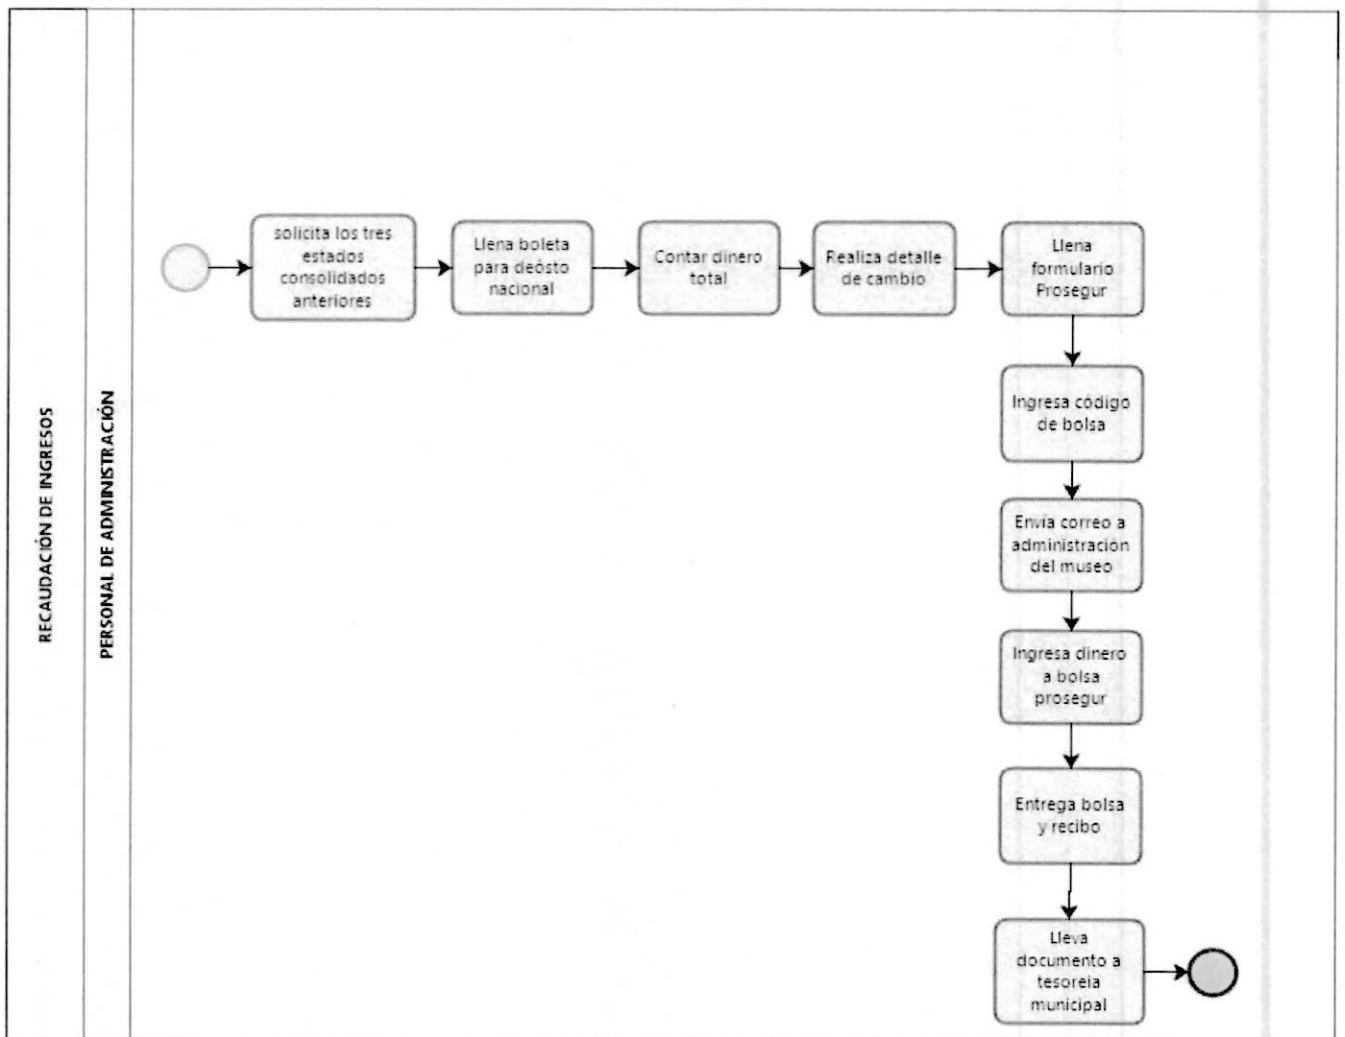 RECAUDACIÓN DE INGRESOS
PERSONAL DE ADMINISTRACIÓN
solicita los tres
estados
consolidados
anteriores
Llena boleta
para deósto
nacional
Contar dinero
total
Realiza detalle
de cambio
Llena
formulario
Prosegur
Ingresa código
de bolsa
Envía correo a
administración
del museo
Ingresa dinero
a bolsa
prosegur
Entrega bolsa
y recibo
Lleva
documento a
tesoreia
municipal